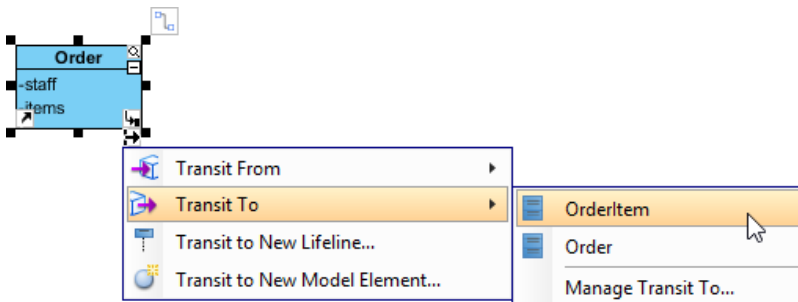 Order
-staff
-items
Transit From
Transit To
OrderItem
Transit to New Lifeline...
Order
Transit to New Model Element...
Manage Transit To...